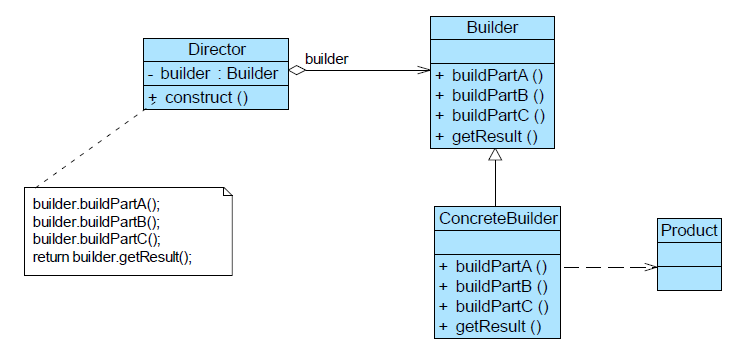 Director
- builder : Builder
+ construct ()
builder
Builder
+ buildPartA ()
+ buildPartB ()
+ buildPartC ()
+ getResult ()
builder.buildPartA();
builder.buildPartB();
builder.buildPartC();
return builder.getResult();
ConcreteBuilder
+ buildPartA ()
+ buildPartB ()
+ buildPartC ()
+ getResult ()
Product